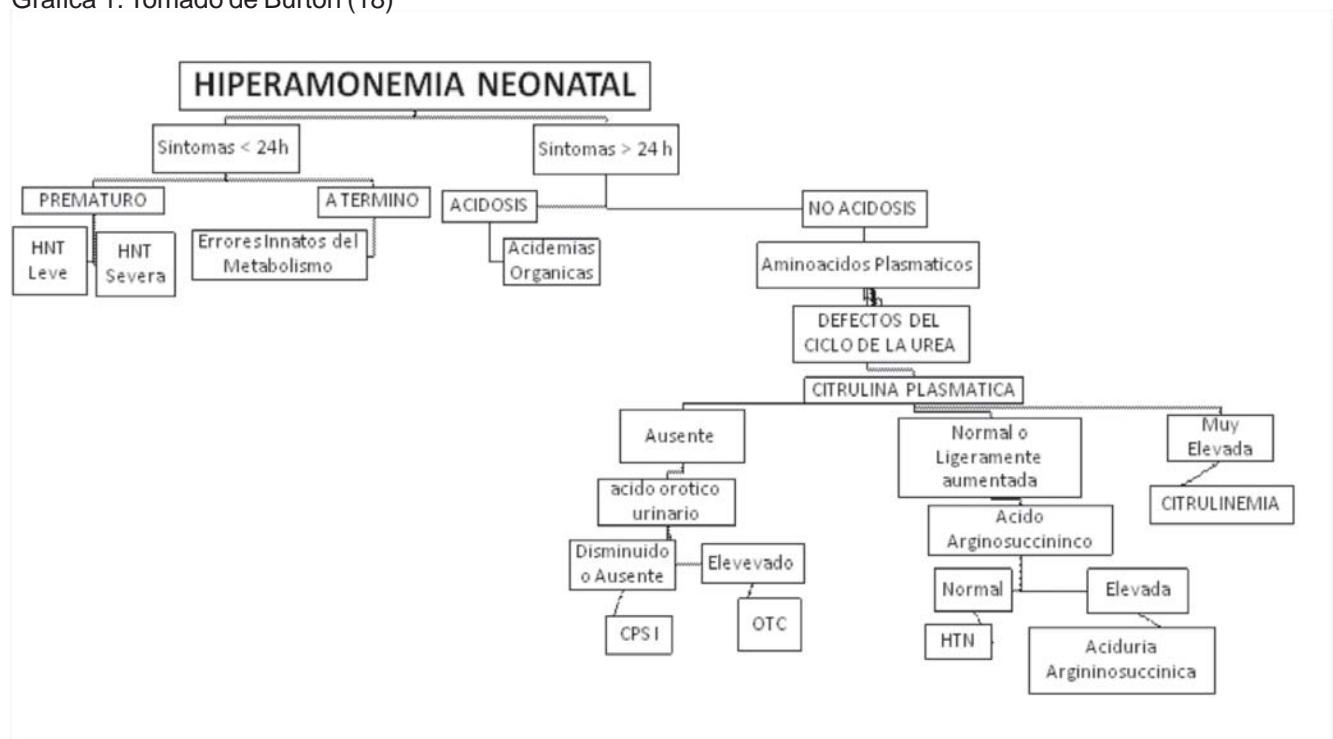 Gráfica 1. Tomado de Burton (18)
HIPERAMONEMIA NEONATAL
Sintomas < 24h
Sintomas > 24 h
PREMATURO
A TERMINO
ACIDOSIS
NO ACIDOSIS
HNT
Leve
HNT
Severa
Errores Innatos del
Metabolismo
Acidemias
Organicas
Aminoacidos Plasmaticos
DEFECTOS DEL
CICLO DE LA UREA
CITRULINA PLASMATICA
Ausente
Normal o
Ligeramente
aumentada
Muy
Elevada
acido orotico
urinario
CITRULINEMIA
Acido
Arginosuccininco
Disminuido
o Ausente
Elevevado
Normal
Elevada
CPS I
OTC
HTN
Aciduria
Argininosuccinica